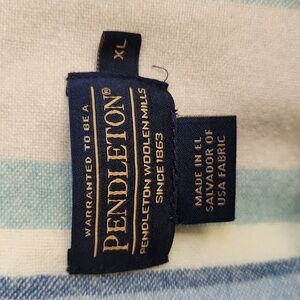 XL
WARRANTED TO BE A
PENDLETON®
PENDLETON WOOLEN MILLS
SINCE 1863
MADE IN EL
SALVADOR OF
USA FABRIC